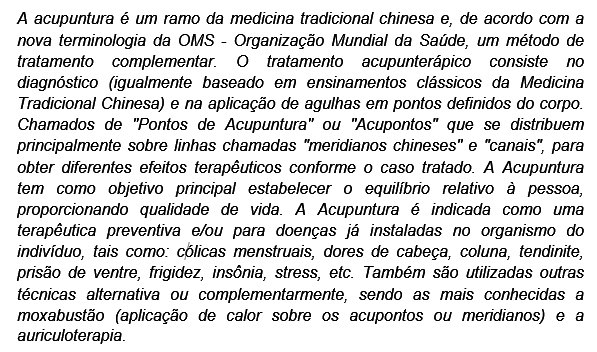 A acupuntura é um ramo da medicina tradicional chinesa e, de acordo com a
nova terminologia da OMS - Organização Mundial da Saúde, um método de
tratamento complementar. O tratamento acupunterápico consiste no
diagnóstico (igualmente baseado em ensinamentos clássicos da Medicina
Tradicional Chinesa) e na aplicação de agulhas em pontos definidos do corpo.
Chamados de "Pontos de Acupuntura" ou "Acupontos" que se distribuem
principalmente sobre linhas chamadas "meridianos chineses" e "canais", para
obter diferentes efeitos terapêuticos conforme o caso tratado. A Acupuntura
tem como objetivo principal estabelecer o equilíbrio relativo à pessoa,
proporcionando qualidade de vida. A Acupuntura é indicada como uma
terapêutica preventiva e/ou para doenças já instaladas no organismo do
indivíduo, tais como: cólicas menstruais, dores de cabeça, coluna, tendinite,
prisão de ventre, frigidez, insônia, stress, etc. Também são utilizadas outras
técnicas alternativa ou complementarmente, sendo as mais conhecidas a
moxabustão (aplicação de calor sobre os acupontos ou meridianos) e a
auriculoterapia.